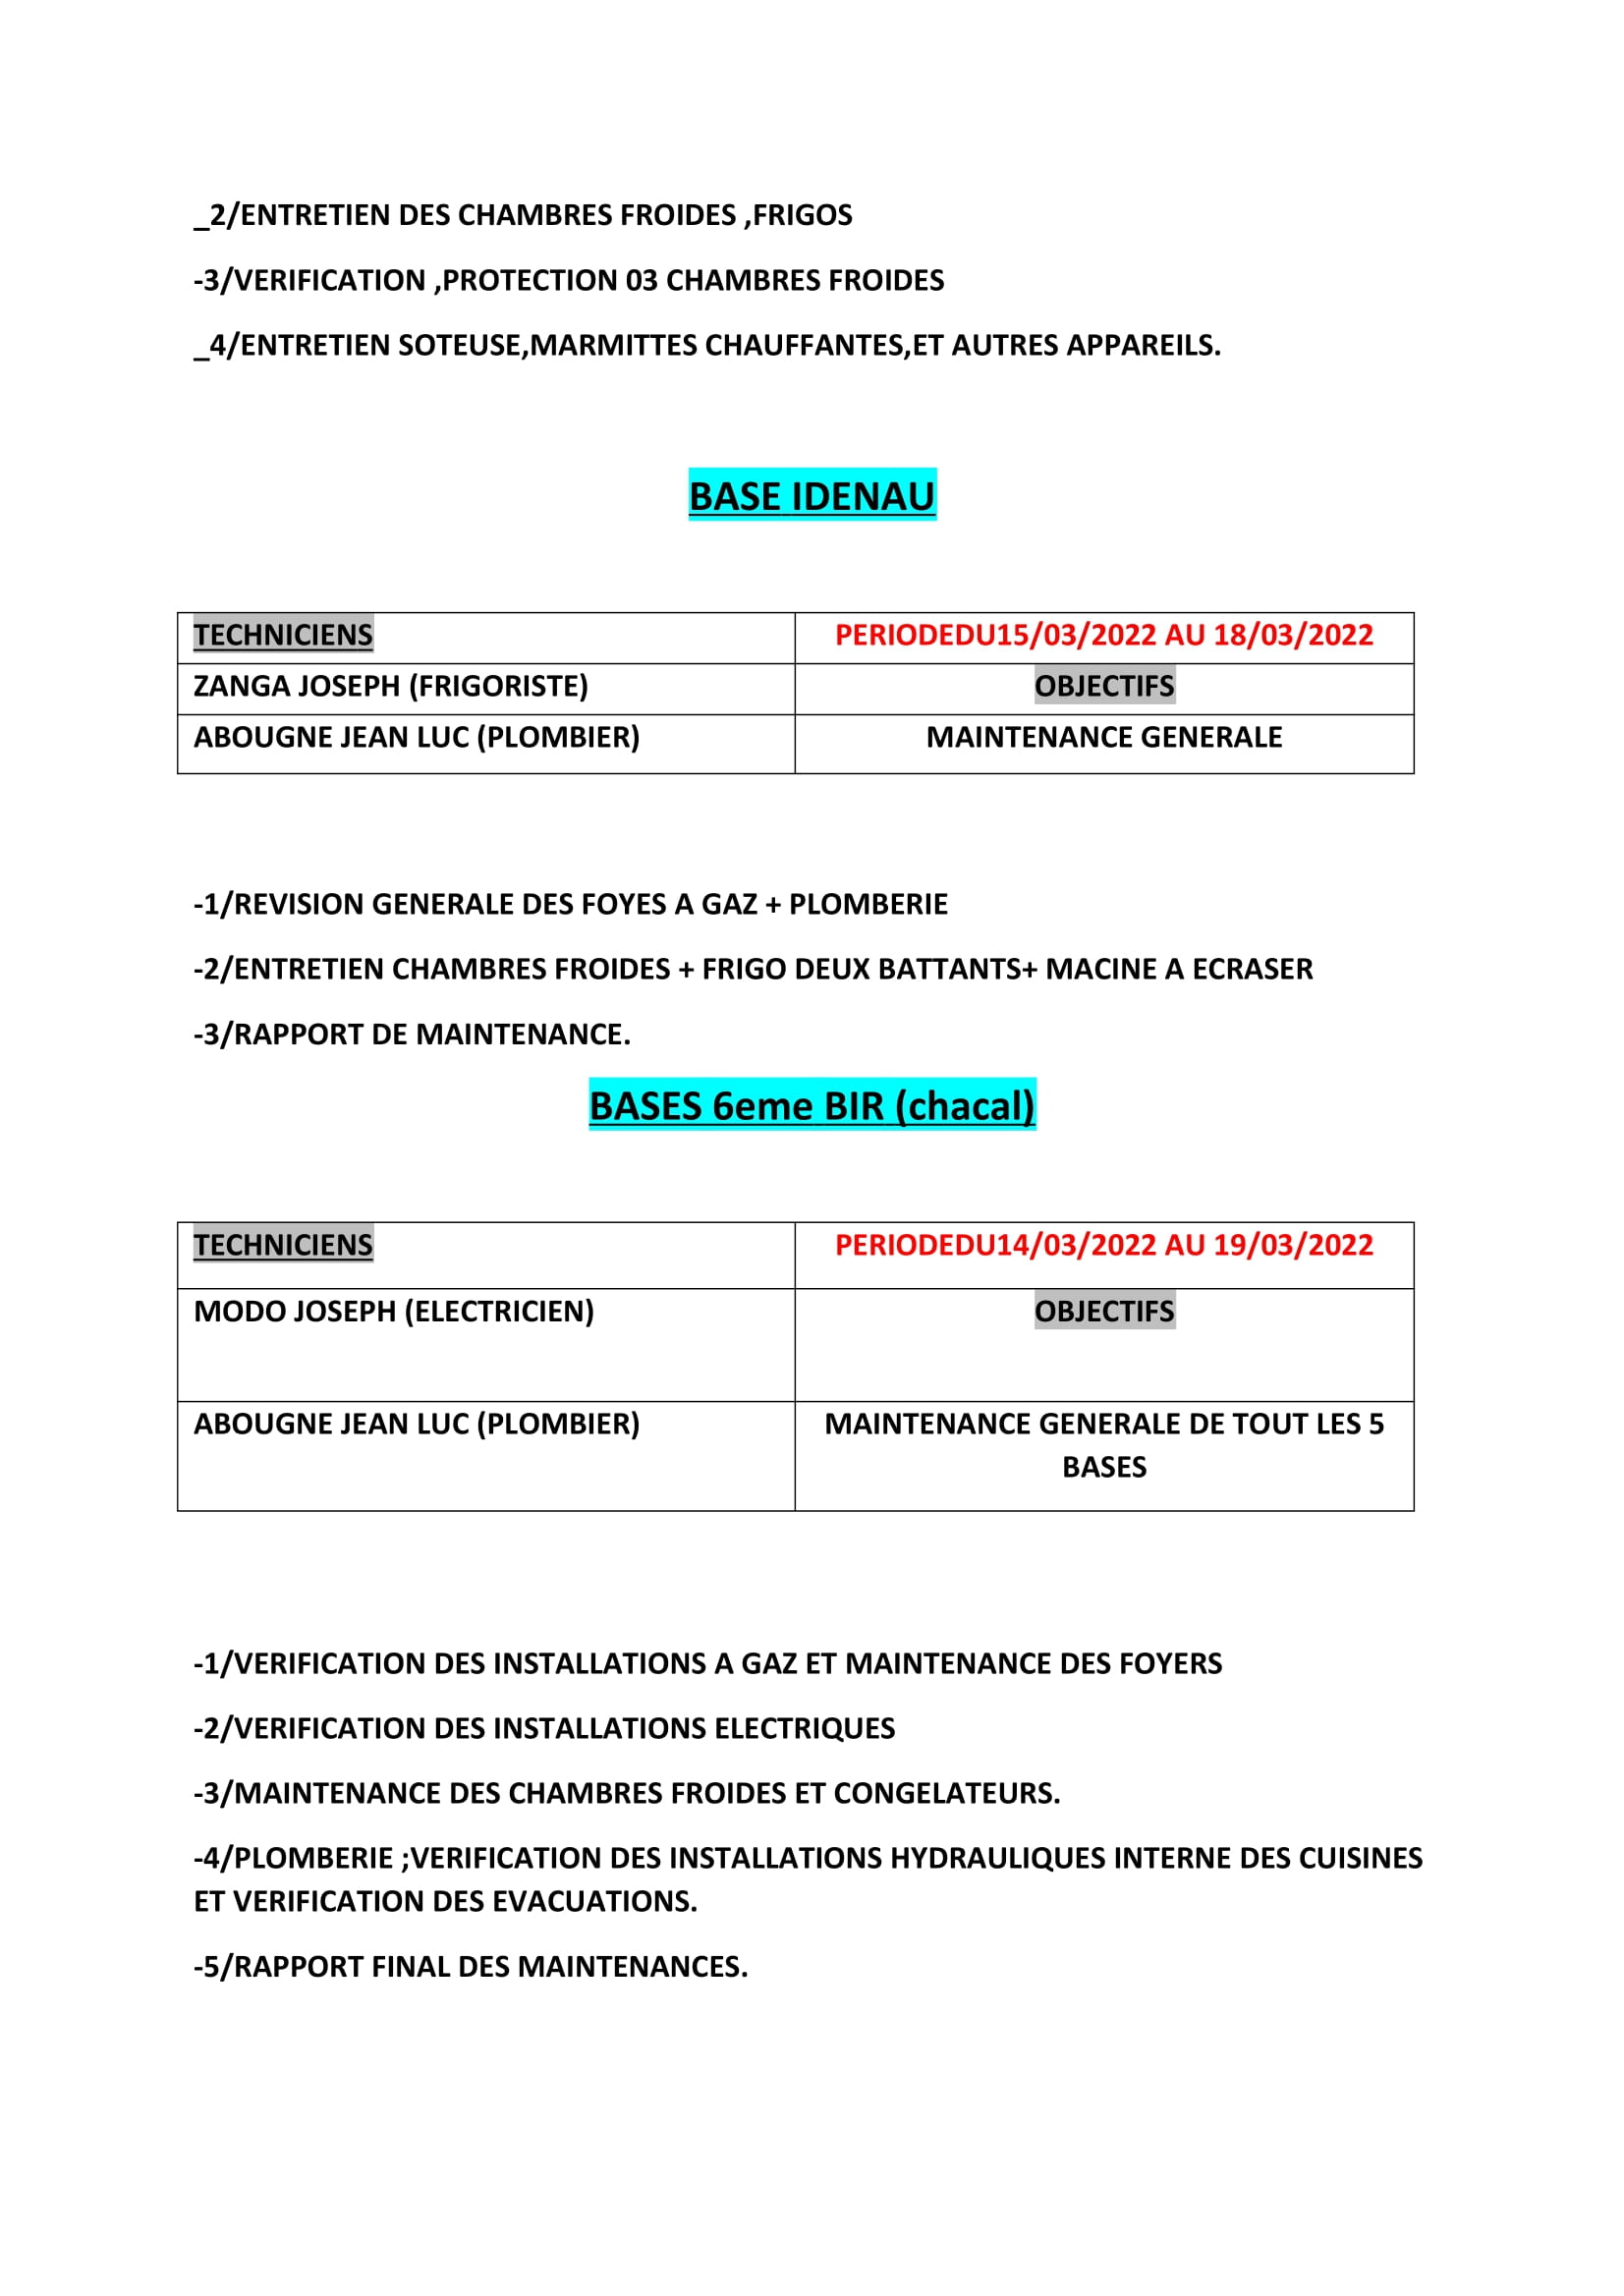 _2/ENTRETIEN DES CHAMBRES FROIDES ,FRIGOS
-3/VERIFICATION ,PROTECTION 03 CHAMBRES FROIDES
_4/ENTRETIEN SOTEUSE,MARMITTES CHAUFFANTES,ET AUTRES APPAREILS.
BASE IDENAU
TECHNICIENS PERIODEDU15/03/2022 AU 18/03/2022
ZANGA JOSEPH (FRIGORISTE) OBJECTIFS
ABOUGNE JEAN LUC (PLOMBIER) MAINTENANCE GENERALE
-1/REVISION GENERALE DES FOYES A GAZ + PLOMBERIE
-2/ENTRETIEN CHAMBRES FROIDES + FRIGO DEUX BATTANTS+ MACINE A ECRASER
-3/RAPPORT DE MAINTENANCE.
BASES 6eme BIR (chacal)
TECHNICIENS PERIODEDU14/03/2022 AU 19/03/2022
MODO JOSEPH (ELECTRICIEN) OBJECTIFS
ABOUGNE JEAN LUC (PLOMBIER) MAINTENANCE GENERALE DE TOUT LES 5
BASES
-1/VERIFICATION DES INSTALLATIONS A GAZ ET MAINTENANCE DES FOYERS
-2/VERIFICATION DES INSTALLATIONS ELECTRIQUES
-3/MAINTENANCE DES CHAMBRES FROIDES ET CONGELATEURS.
-4/PLOMBERIE ;VERIFICATION DES INSTALLATIONS HYDRAULIQUES INTERNE DES CUISINES
ET VERIFICATION DES EVACUATIONS.
-5/RAPPORT FINAL DES MAINTENANCES.